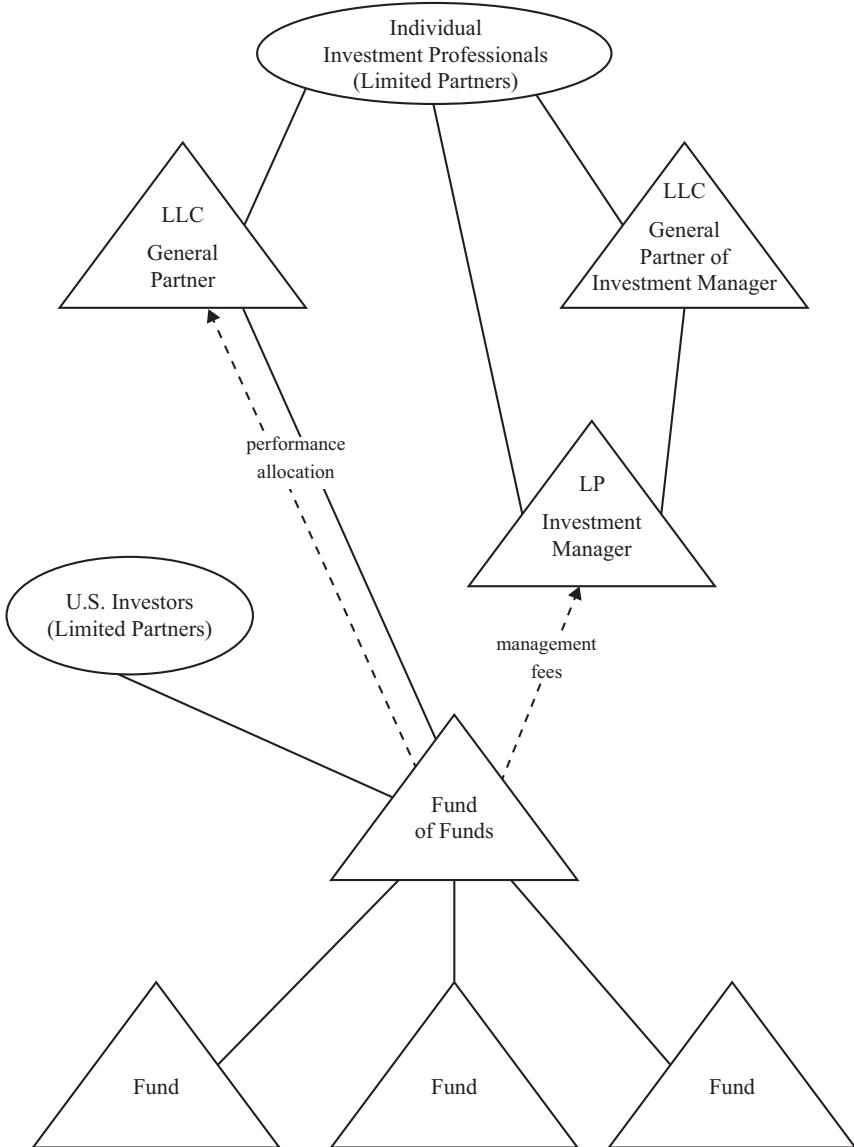 Individual
Investment Professionals
(Limited Partners)
LLC
General
Partner
LLC
General
Partner of
Investment Manager
performance
allocation
LP
Investment
Manager
U.S. Investors
(Limited Partners)
management
fees
Fund
of Funds
Fund
Fund
Fund